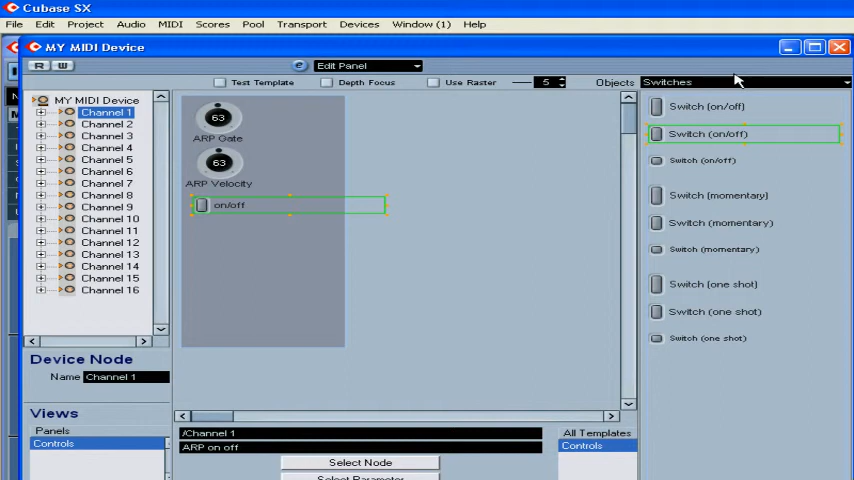 Cubase SX
File Edit Project Audio MIDI Scores Pool Transport Devices Window (1) Help
MY MIDI Device
R W e Edit Panel
Test Template Depth Focus Use Raster 5 Objects Switches
MY MIDI Device
Channel 1
Channel 2
Channel 3
Channel 4
Channel 5
Channel 6
Channel 7
Channel 8
Channel 9
Channel 10
Channel 11
Channel 12
Channel 13
Channel 14
Channel 15
Channel 16
63
ARP Gate
63
ARP Velocity
on/off
Switch (on/off)
Switch (on/off)
Switch (on/off)
Switch (momentary)
Switch (momentary)
Switch (momentary)
Switch (one shot)
Switch (one shot)
Switch (one shot)
Device Node
Name Channel 1
Views
Panels
Controls
/Channel 1
ARP on off
Select Node
Select Parameter
All Templates
Controls